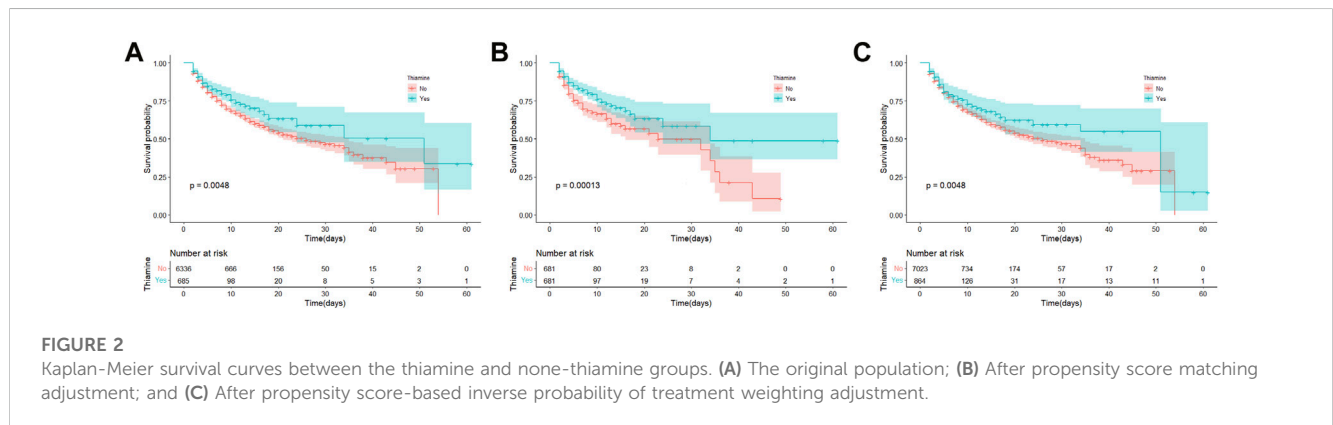 A
1.00
0.75
0.50
0.25
0.00
Survival probability
Thiamine
No
Yes
p = 0.0048
0 10 20 30 40 50 60
Time(days)
Number at risk
Thiamine
No 6336 666 156 50 15 2 0
Yes 685 98 20 8 5 3 1
0 10 20 30 40 50 60
Time(days)
B
1.00
0.75
0.50
0.25
0.00
Survival probability
Thiamine
No
Yes
p = 0.00013
0 10 20 30 40 50 60
Time(days)
Number at risk
Thiamine
No 681 80 23 8 2 0 0
Yes 681 97 19 7 4 2 1
0 10 20 30 40 50 60
Time(days)
C
1.00
0.75
0.50
0.25
0.00
Survival probability
Thiamine
No
Yes
p = 0.0048
0 10 20 30 40 50 60
Time(days)
Number at risk
Thiamine
No 7023 734 174 57 17 2 0
Yes 864 126 31 17 13 11 1
0 10 20 30 40 50 60
Time(days)
FIGURE 2
Kaplan-Meier survival curves between the thiamine and none-thiamine groups. (A) The original population; (B) After propensity score matching
adjustment; and (C) After propensity score-based inverse probability of treatment weighting adjustment.